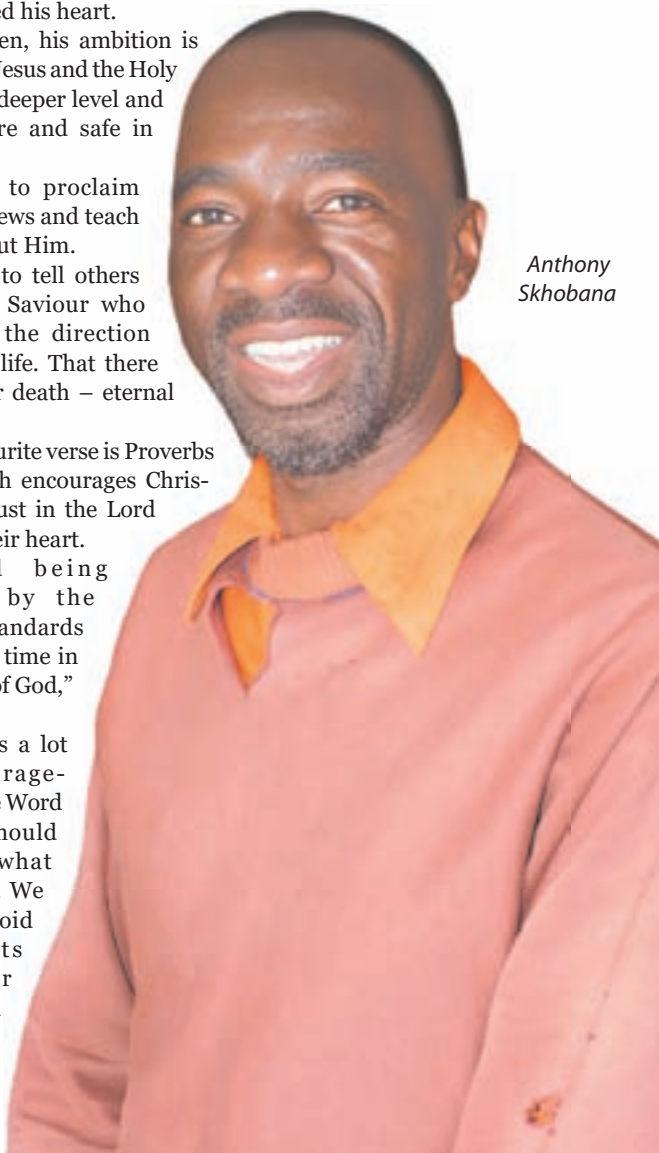 ed his heart.
en, his ambition is
Jesus and the Holy
deeper level and
re and safe in
to proclaim
ews and teach
ut Him.
to tell others
Saviour who
the direction
life. That there
r death – eternal
urite verse is Proverbs
h encourages Chris-
ust in the Lord
eir heart.
l being
by the
andards
time in
of God,”
s a lot
rage-
e Word
hould
what
. We
oid
ts
r
Anthony
Skhobana